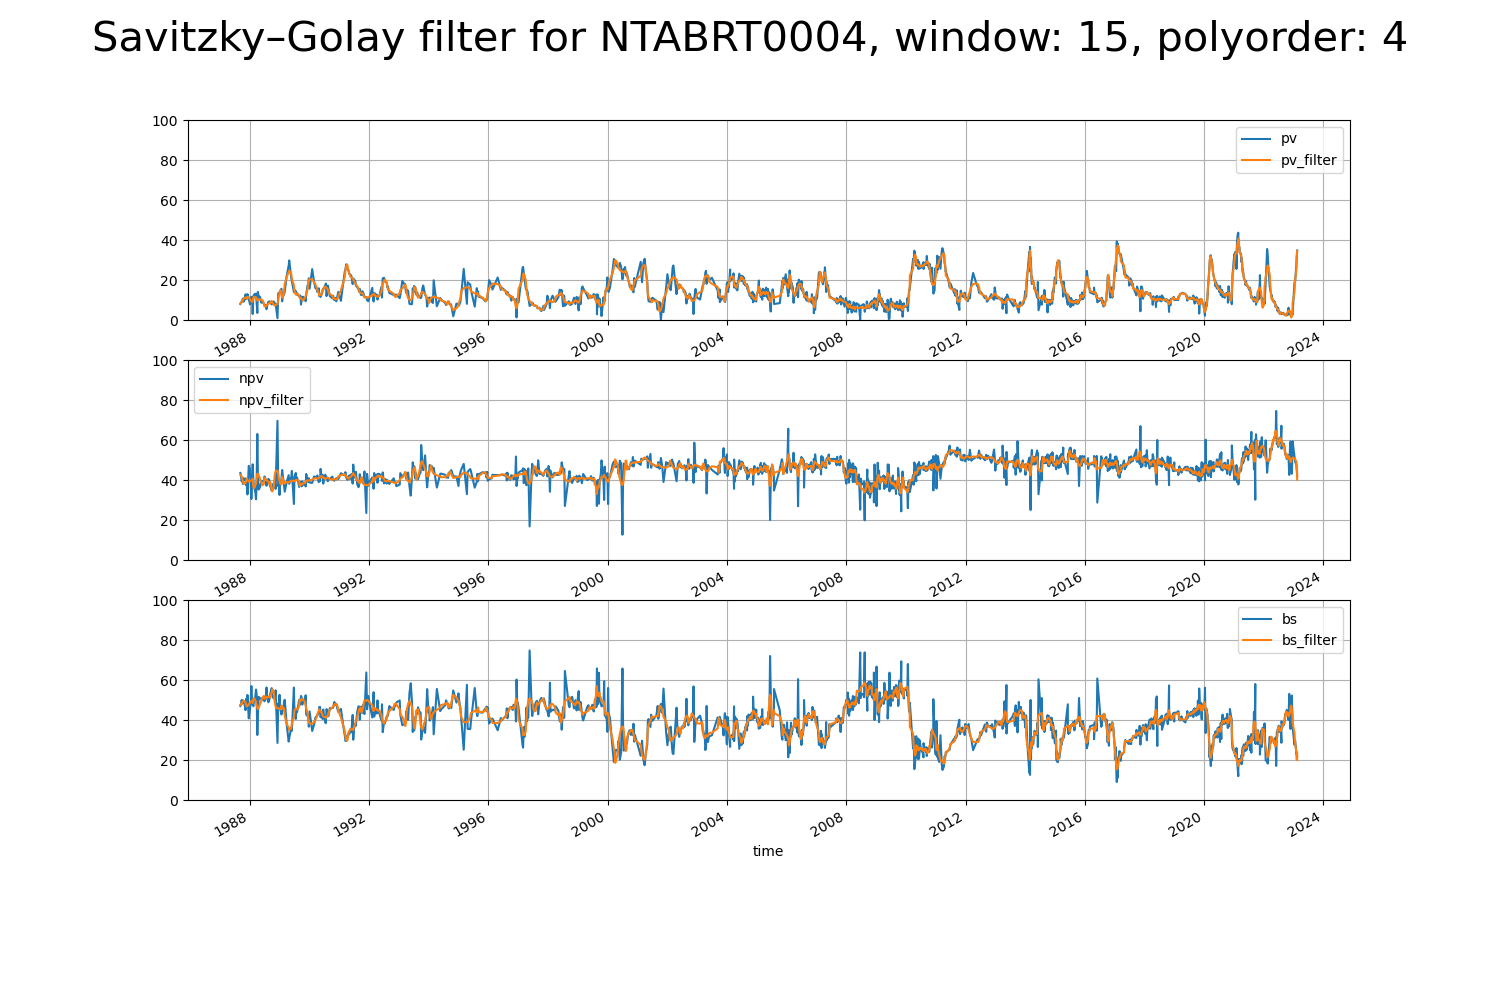 Savitzky–Golay filter for NTABRT0004, window: 15, polyorder: 4
100
80
60
40
20
0
pv
pv_filter
1988 1992 1996 2000 2004 2008 2012 2016 2020 2024
100
80
60
40
20
0
npv
npv_filter
1988 1992 1996 2000 2004 2008 2012 2016 2020 2024
100
80
60
40
20
0
bs
bs_filter
1988 1992 1996 2000 2004 2008 2012 2016 2020 2024
time